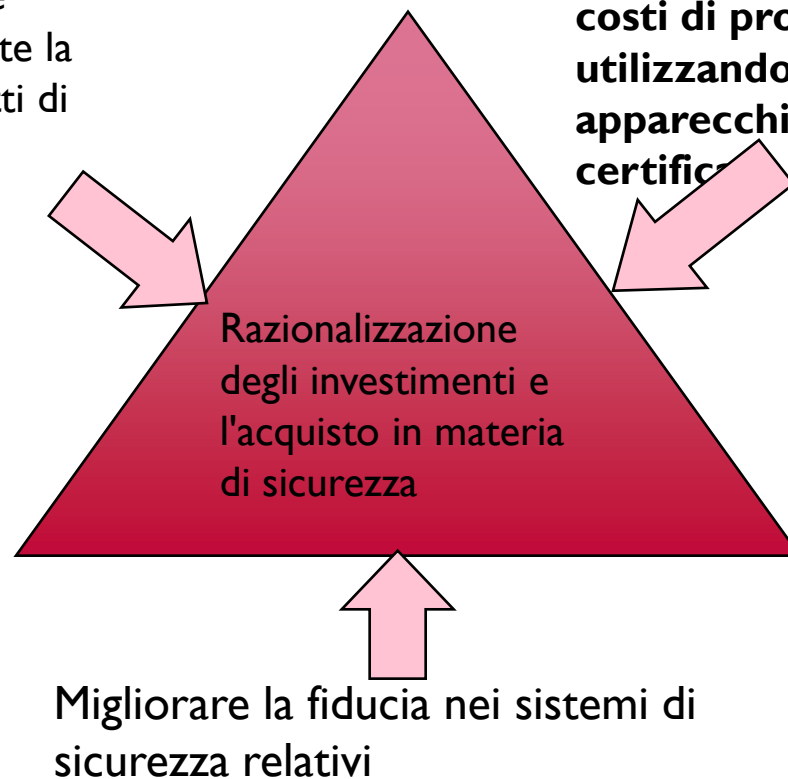 te la
ti di
costi di
utilizzando
apparecchi
Razionalizzazione
degli investimenti e
l'acquisto in materia
di sicurezza
Migliorare la fiducia nei sistemi di
sicurezza relativi